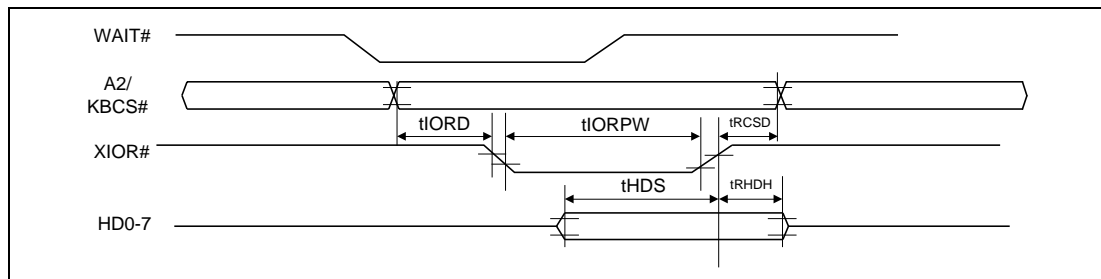 WAIT#
A2/
KBCS#
tIORD
tIORPW
tRCSD
XIOR#
tHDS
tRHDH
HD0-7